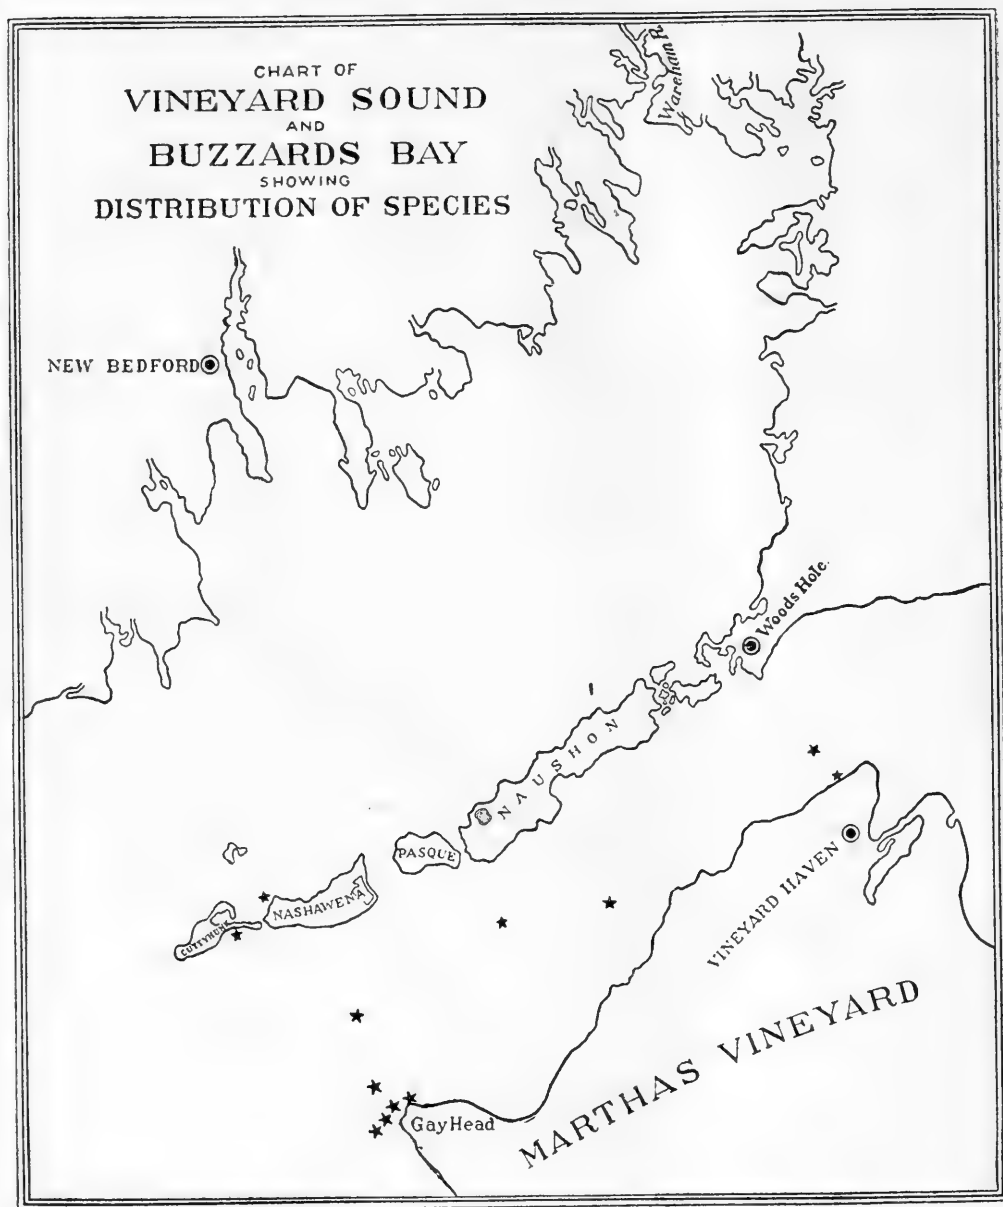 CHART OF
VINEYARD SOUND
AND
BUZZARDS BAY
SHOWING
DISTRIBUTION OF SPECIES
Wareham R.
NEW BEDFORD
Woods Hole.
NAUSHON
PASQUE
NASHAWENA
CUTTYHUNK
VINEYARD HAVEN
MARTHAS VINEYARD
Gay Head